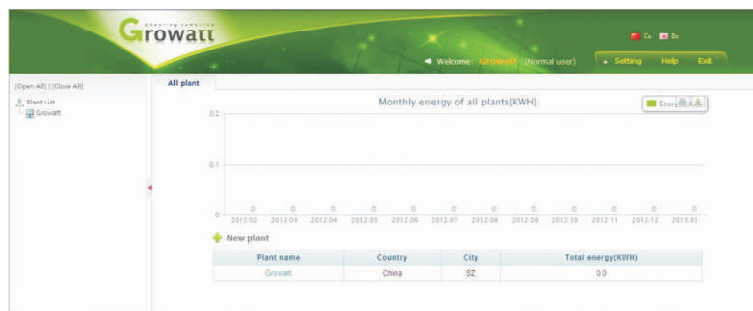 powering tomorrow
Growatt
Cn En
Welcome: Growatt (Normal user)
Setting Help Exit
[Open All] | [Close All]
Plant List
Growatt
All plant
Monthly energy of all plants[KWH]
0.2
0.1
0
0 0 0 0 0 0 0 0 0 0 0 0
2012-02 2012-03 2012-04 2012-05 2012-06 2012-07 2012-08 2012-09 2012-10 2012-11 2012-12 2013-01
New plant
Plant name Country City Total energy(KWH)
Growatt China SZ 0.0